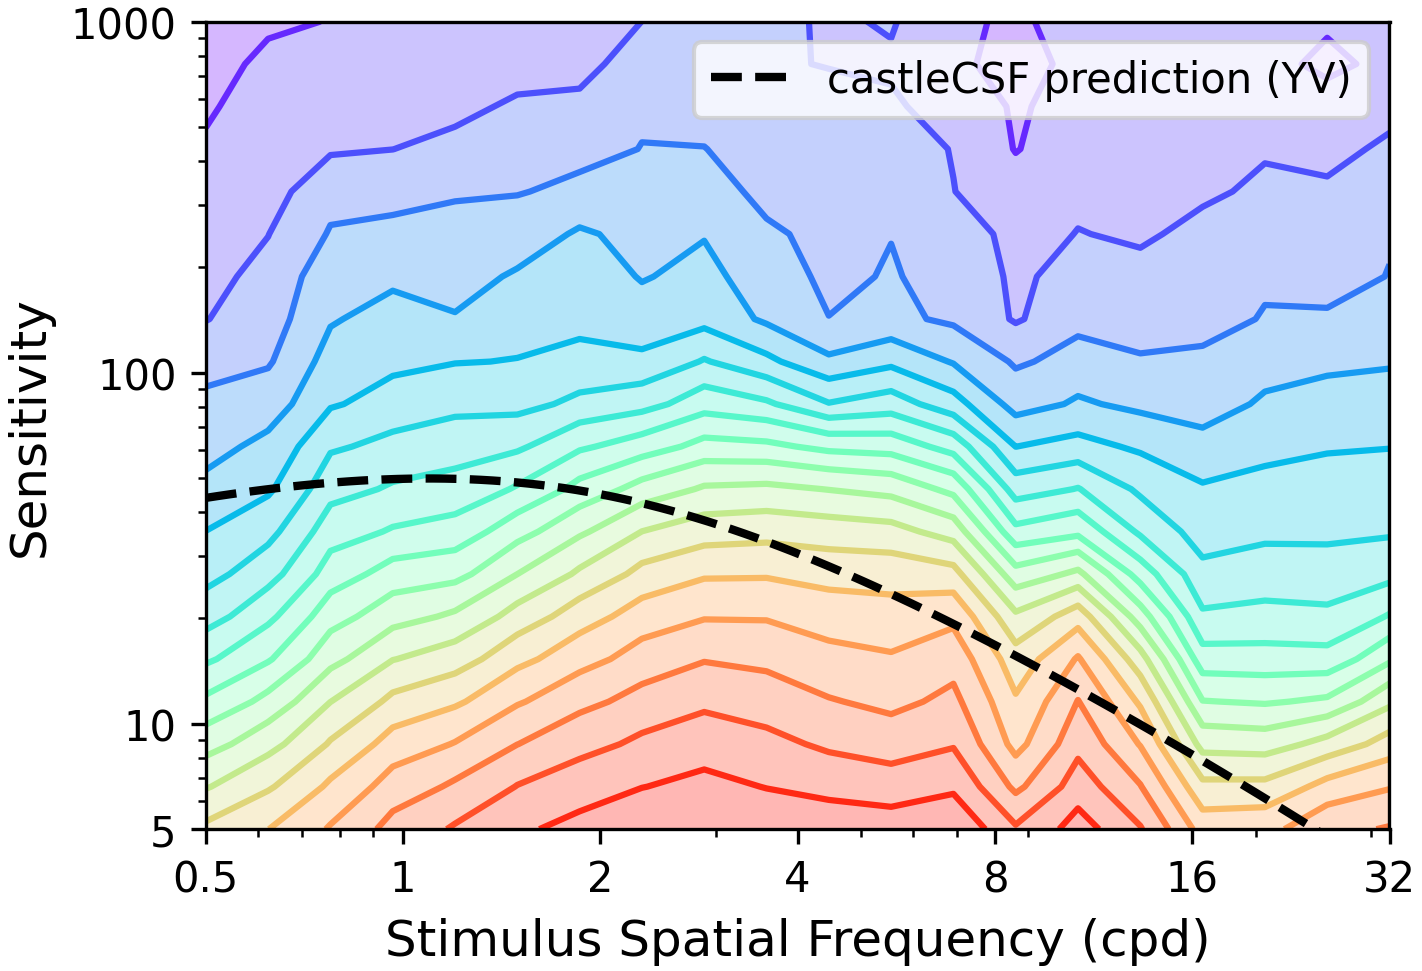 1000
castleCSF prediction (YV)
100
10
5
Sensitivity
0.5 1 2 4 8 16 32
Stimulus Spatial Frequency (cpd)